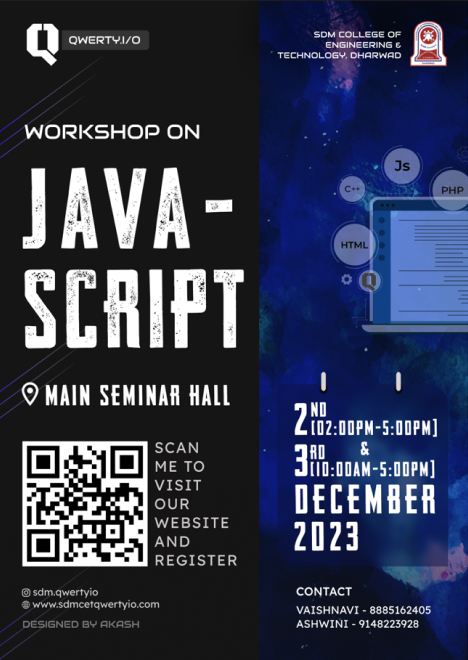 QWERTY.I/O
SDM COLLEGE OF
ENGINEERING &
TECHNOLOGY, DHARWAD
WORKSHOP ON
JAVA-
SCRIPT
Js
C++
PHP
HTML
MAIN SEMINAR HALL
SCAN
ME TO
VISIT
OUR
WEBSITE
AND
REGISTER
2ND
[02:00PM-5:00PM]
&
3RD
[10:00AM-5:00PM]
DECEMBER
2023
sdm.qwertyio
www.sdmcetqwertyio.com
DESIGNED BY AKASH
CONTACT
VAISHNAVI - 8885162405
ASHWINI - 9148223928